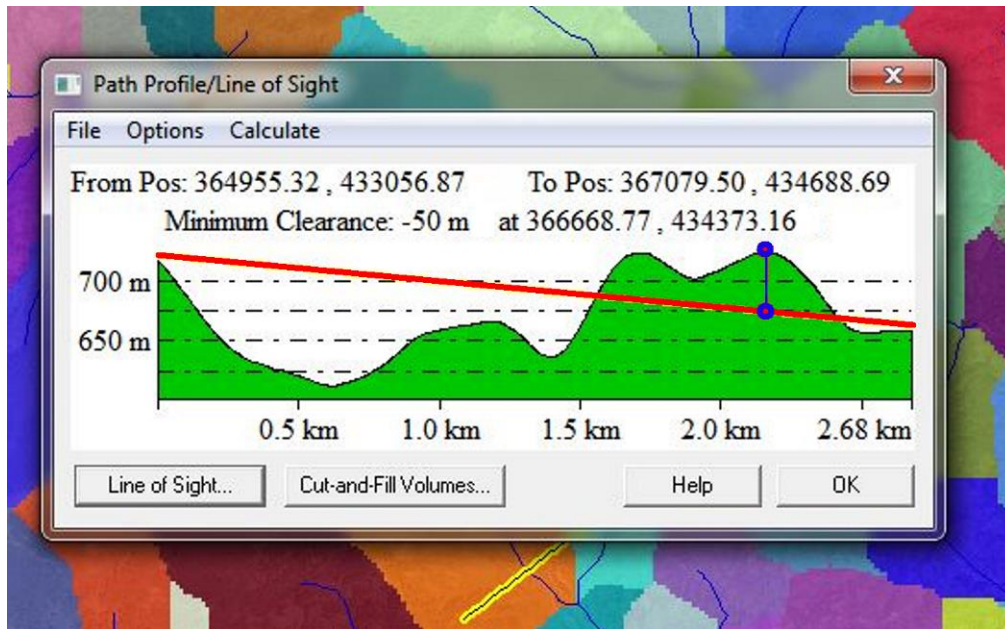 Path Profile/Line of Sight
File Options Calculate
From Pos: 364955.32 , 433056.87 To Pos: 367079.50 , 434688.69
Minimum Clearance: -50 m at 366668.77 , 434373.16
700 m
650 m
0.5 km 1.0 km 1.5 km 2.0 km 2.68 km
Line of Sight... Cut-and-Fill Volumes... Help OK